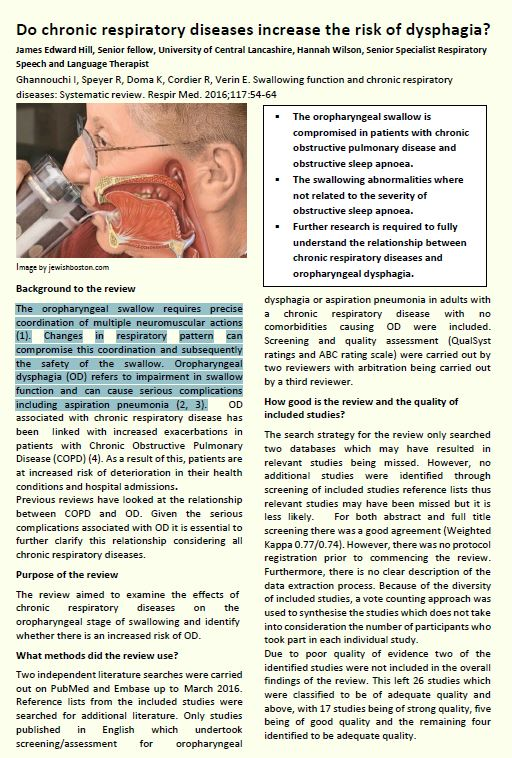 Do chronic respiratory diseases increase the risk of dysphagia?
James Edward Hill, Senior fellow, University of Central Lancashire, Hannah Wilson, Senior Specialist Respiratory
Speech and Language Therapist
Ghannouchi I, Speyer R, Doma K, Cordier R, Verin E. Swallowing function and chronic respiratory
diseases: Systematic review. Respir Med. 2016;117:54-64
Image by jewishboston.com
Background to the review
The oropharyngeal swallow requires precise
coordination of multiple neuromuscular actions
(1). Changes in respiratory pattern can
compromise this coordination and subsequently
the safety of the swallow. Oropharyngeal
dysphagia (OD) refers to impairment in swallow
function and can cause serious complications
including aspiration pneumonia (2, 3). OD
associated with chronic respiratory disease has
been linked with increased exacerbations in
patients with Chronic Obstructive Pulmonary
Disease (COPD) (4). As a result of this, patients are
at increased risk of deterioration in their health
conditions and hospital admissions.
Previous reviews have looked at the relationship
between COPD and OD. Given the serious
complications associated with OD it is essential to
further clarify this relationship considering all
chronic respiratory diseases.
Purpose of the review
The review aimed to examine the effects of
chronic respiratory diseases on the
oropharyngeal stage of swallowing and identify
whether there is an increased risk of OD.
What methods did the review use?
Two independent literature searches were carried
out on PubMed and Embase up to March 2016.
Reference lists from the included studies were
searched for additional literature. Only studies
published in English which undertook
screening/assessment for oropharyngeal
▪ The oropharyngeal swallow is
compromised in patients with chronic
obstructive pulmonary disease and
obstructive sleep apnoea.
▪ The swallowing abnormalities where
not related to the severity of
obstructive sleep apnoea.
▪ Further research is required to fully
understand the relationship between
chronic respiratory diseases and
oropharyngeal dysphagia.
dysphagia or aspiration pneumonia in adults with
a chronic respiratory disease with no
comorbidities causing OD were included.
Screening and quality assessment (QualSyst
ratings and ABC rating scale) were carried out by
two reviewers with arbitration being carried out
by a third reviewer.
How good is the review and the quality of
included studies?
The search strategy for the review only searched
two databases which may have resulted in
relevant studies being missed. However, no
additional studies were identified through
screening of included studies reference lists thus
relevant studies may have been missed but it is
less likely. For both abstract and full title
screening there was a good agreement (Weighted
Kappa 0.77/0.74). However, there was no protocol
registration prior to commencing the review.
Furthermore, there is no clear description of the
data extraction process. Because of the diversity
of included studies, a vote counting approach was
used to synthesise the studies which does not take
into consideration the number of participants who
took part in each individual study.
Due to poor quality of evidence two of the
identified studies were not included in the overall
findings of the review. This left 26 studies which
were classified to be of adequate quality and
above, with 17 studies being of strong quality, five
being of good quality and the remaining four
identified to be adequate quality.